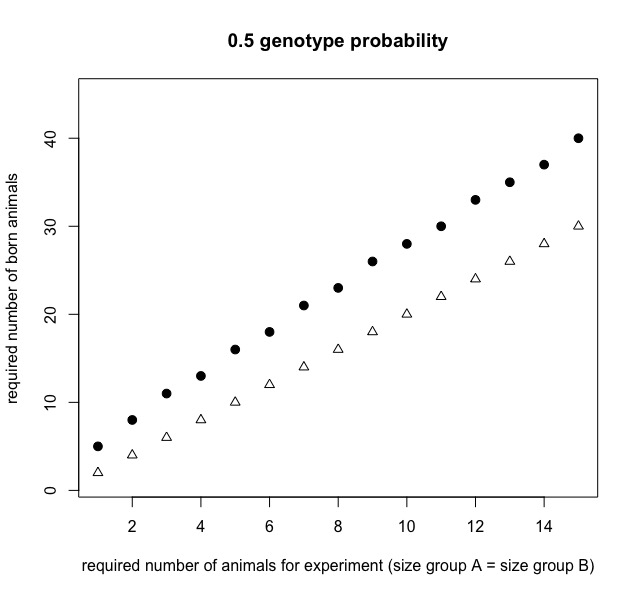 0.5 genotype probability
required number of born animals
40
30
20
10
0
2 4 6 8 10 12 14
required number of animals for experiment (size group A = size group B)